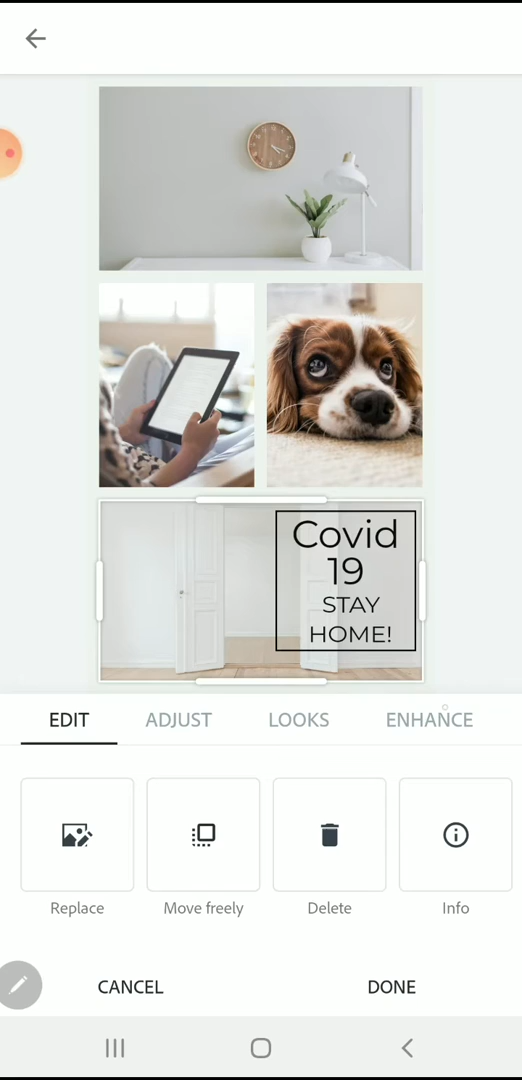 Covid
19
STAY
HOME!
EDIT ADJUST LOOKS ENHANCE
Replace Move freely Delete Info
CANCEL DONE